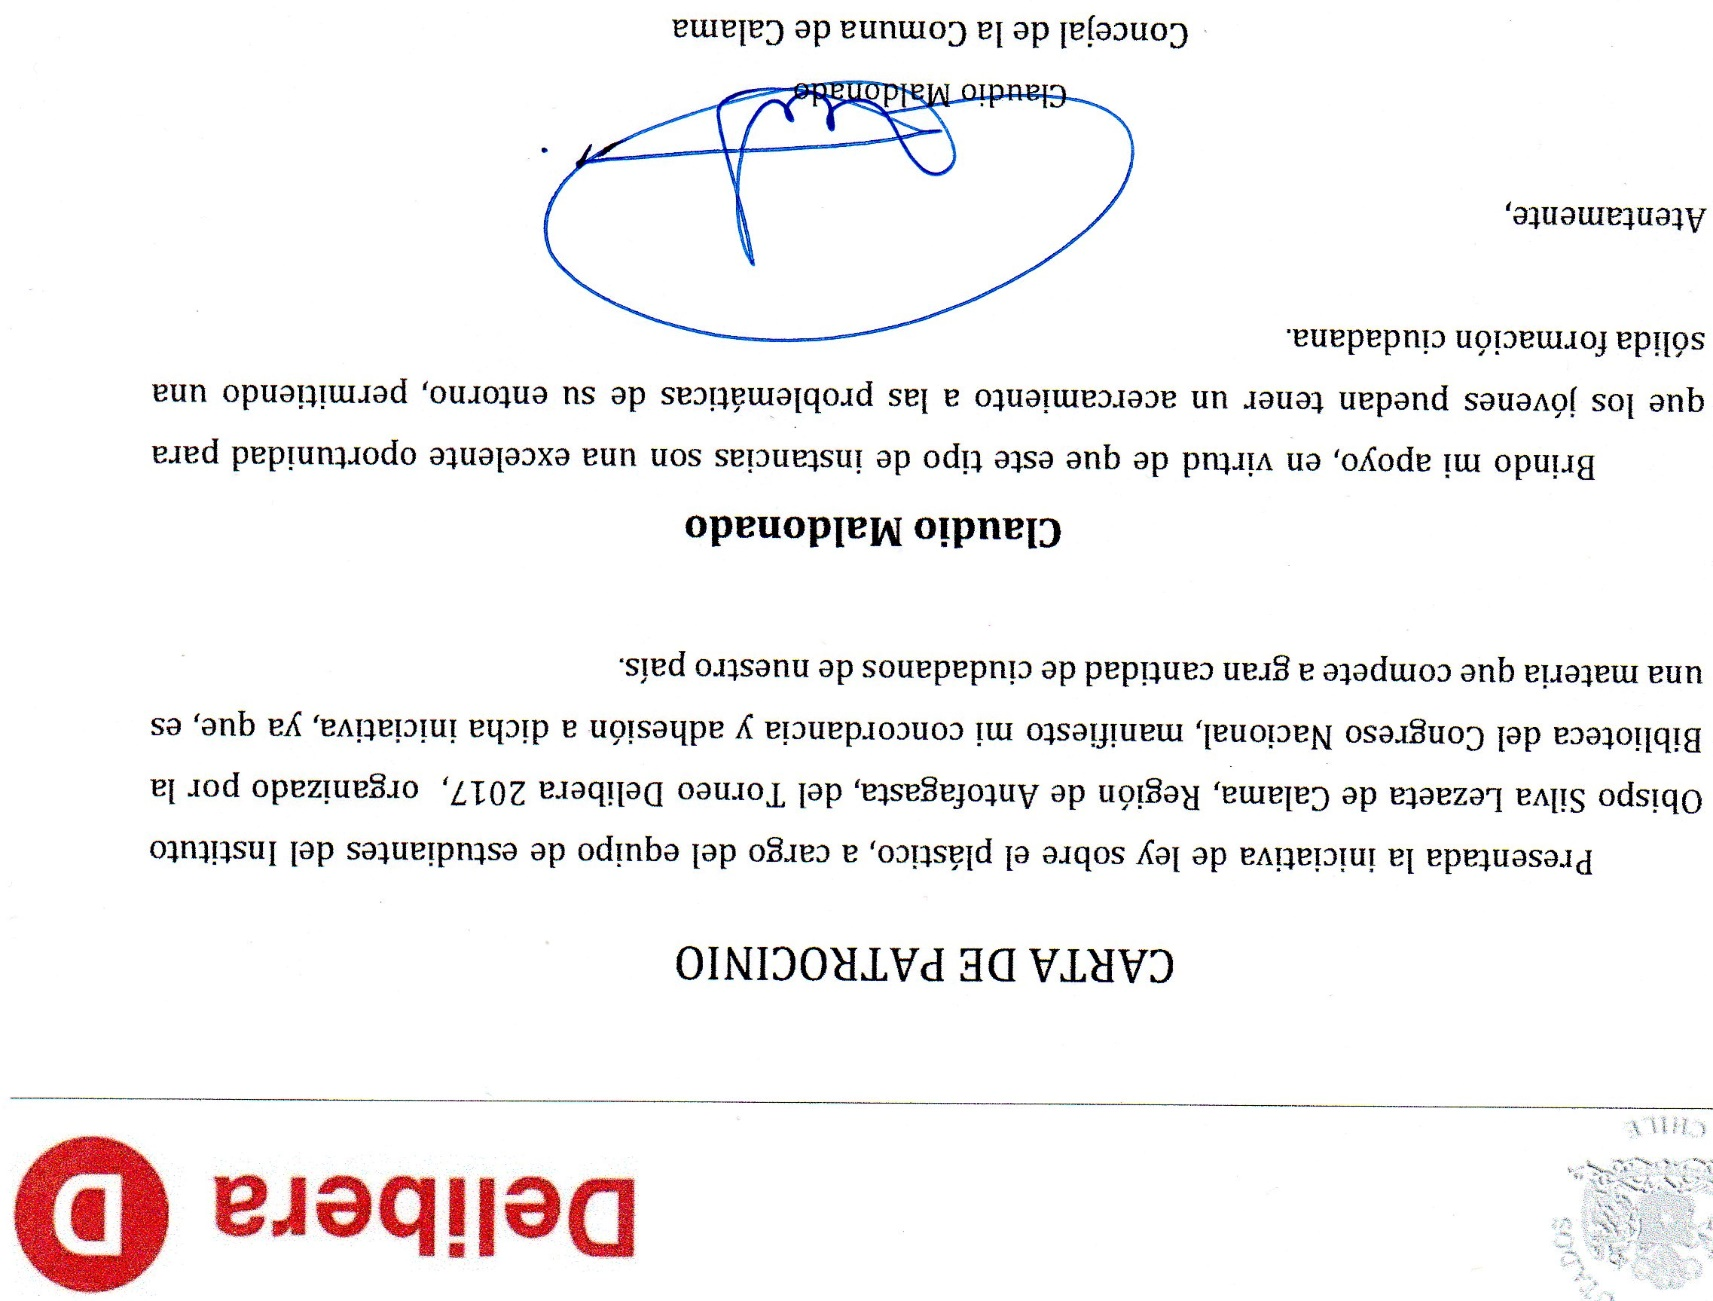 TADOS
CHILE
Delibera D
CARTA DE PATROCINIO
Presentada la iniciativa de ley sobre el plástico, a cargo del equipo de estudiantes del Instituto
Obispo Silva Lezaeta de Calama, Región de Antofagasta, del Torneo Delibera 2017, organizado por la
Biblioteca del Congreso Nacional, manifiesto mi concordancia y adhesión a dicha iniciativa, ya que, es
una materia que compete a gran cantidad de ciudadanos de nuestro país.
Claudio Maldonado
Brindo mi apoyo, en virtud de que este tipo de instancias son una excelente oportunidad para
que los jóvenes puedan tener un acercamiento a las problemáticas de su entorno, permitiendo una
sólida formación ciudadana.
Atentamente,
Claudio Maldonado
Concejal de la Comuna de Calama